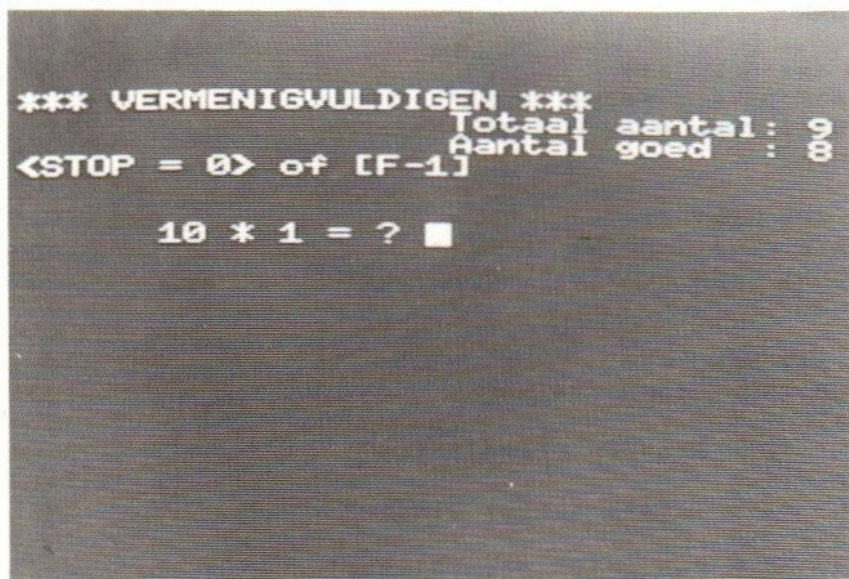 *** VERMENIGVULDIGEN ***
Totaal aantal: 9
Aantal goed : 8
<STOP = 0> of [F-1]
10 * 1 = ?